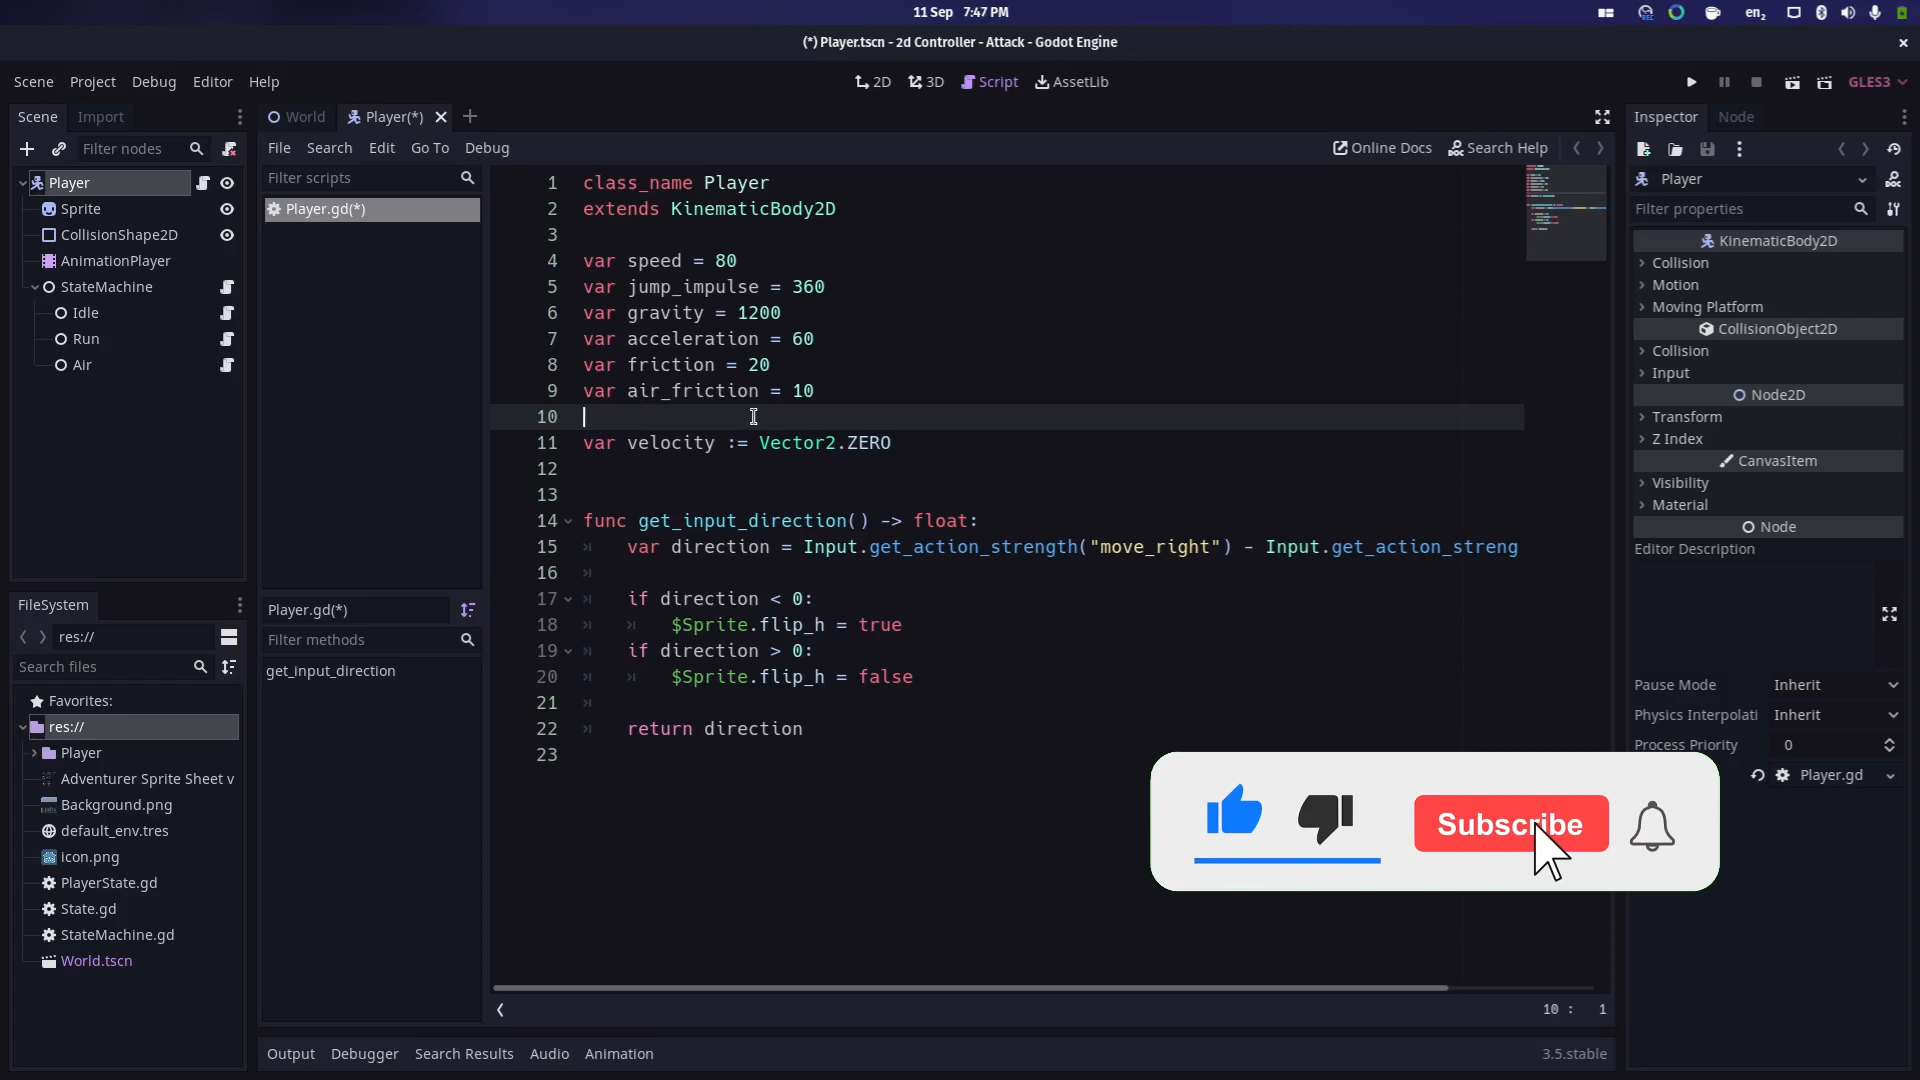 11 Sep 7:47 PM
en₂
(*) Player.tscn - 2d Controller - Attack - Godot Engine
Scene Project Debug Editor Help
2D 3D Script AssetLib
GLES3
Scene Import
Filter nodes
Player
Sprite
CollisionShape2D
AnimationPlayer
StateMachine
Idle
Run
Air
FileSystem
res://
Search files
Favorites:
res://
Player
Adventurer Sprite Sheet v
Background.png
default_env.tres
icon.png
PlayerState.gd
State.gd
StateMachine.gd
World.tscn
World Player(*)
File Search Edit Go To Debug
Online Docs Search Help
Filter scripts
Player.gd(*)
Player.gd(*)
Filter methods
get_input_direction
1 class_name Player
2 extends KinematicBody2D
3
4 var speed = 80
5 var jump_impulse = 360
6 var gravity = 1200
7 var acceleration = 60
8 var friction = 20
9 var air_friction = 10
10
11 var velocity := Vector2.ZERO
12
13
14 func get_input_direction() -> float:
15 var direction = Input.get_action_strength("move_right") - Input.get_action_streng
16
17 if direction < 0:
18 $Sprite.flip_h = true
19 if direction > 0:
20 $Sprite.flip_h = false
21
22 return direction
23
10 : 1
Output Debugger Search Results Audio Animation
3.5.stable
Inspector Node
Player
Filter properties
KinematicBody2D
Collision
Motion
Moving Platform
CollisionObject2D
Collision
Input
Node2D
Transform
Z Index
CanvasItem
Visibility
Material
Node
Editor Description
Pause Mode Inherit
Physics Interpolati Inherit
Process Priority 0
Player.gd
Subscribe